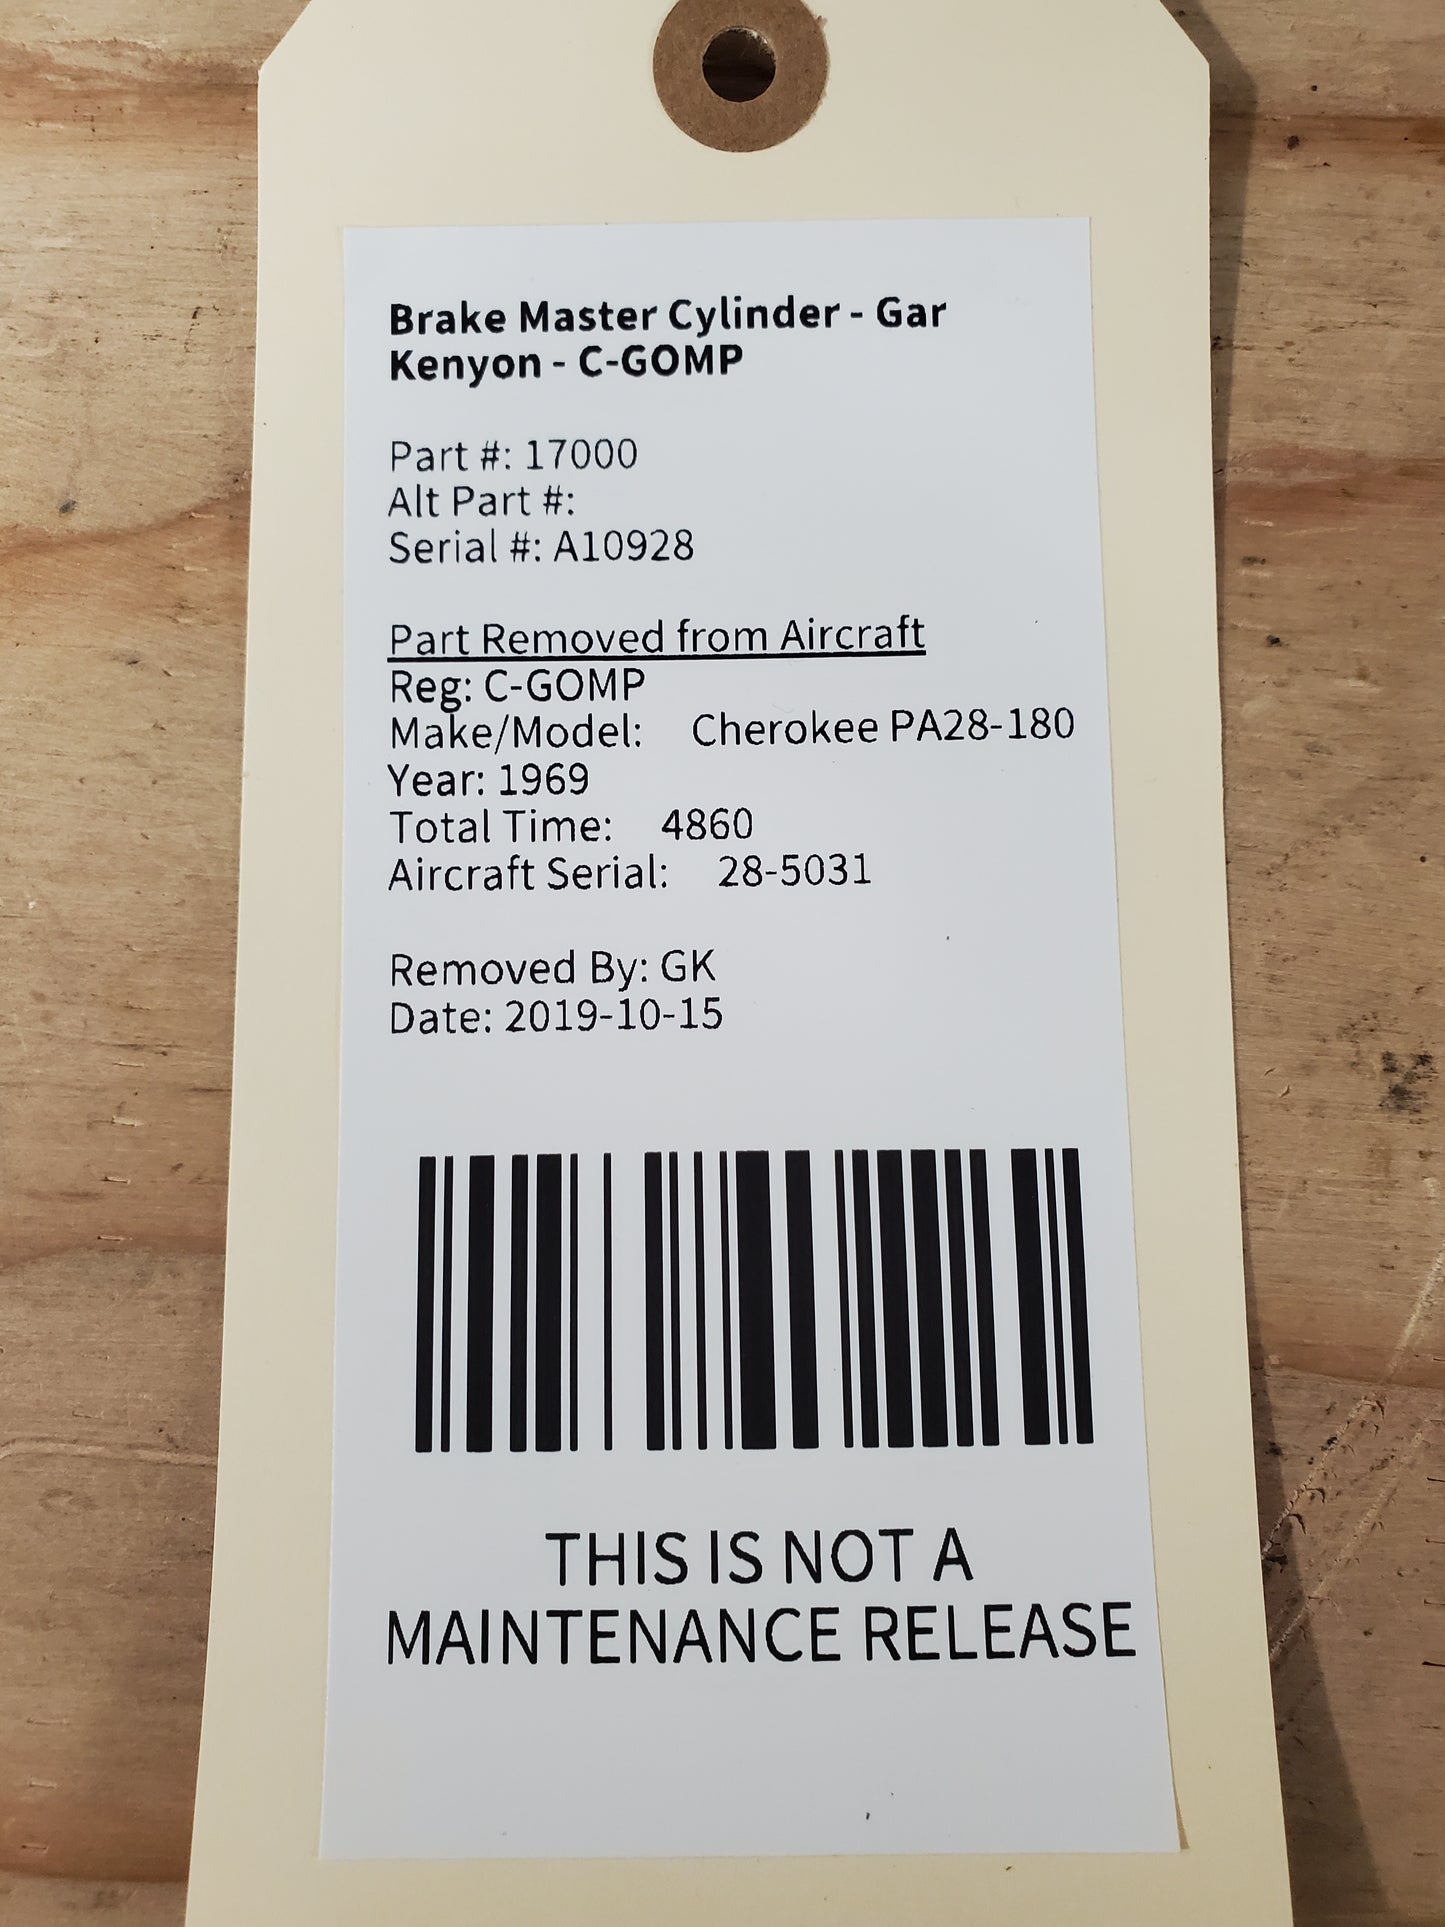 Brake Master Cylinder - Gar
Kenyon - C-GOMP
Part #: 17000
Alt Part #:
Serial #: A10928
Part Removed from Aircraft
Reg: C-GOMP
Make/Model: Cherokee PA28-180
Year: 1969
Total Time: 4860
Aircraft Serial: 28-5031
Removed By: GK
Date: 2019-10-15
THIS IS NOT A
MAINTENANCE RELEASE